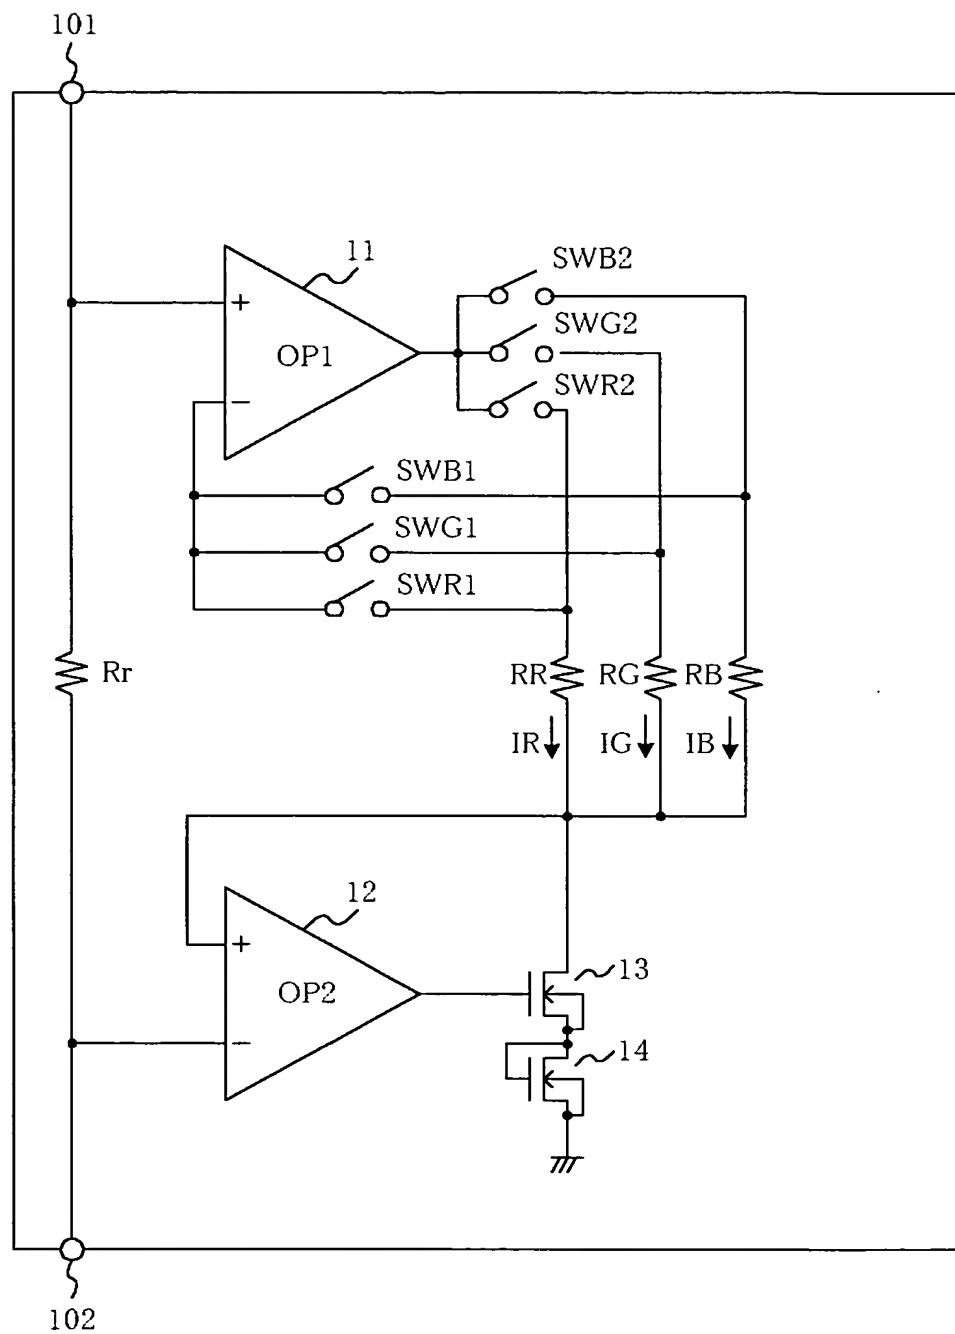 101
11
SWB2
+
SWG2
OP1
SWR2
−
SWB1
SWG1
SWR1
Rr
RR
RG
RB
IR
IG
IB
12
+
13
OP2
−
14
102